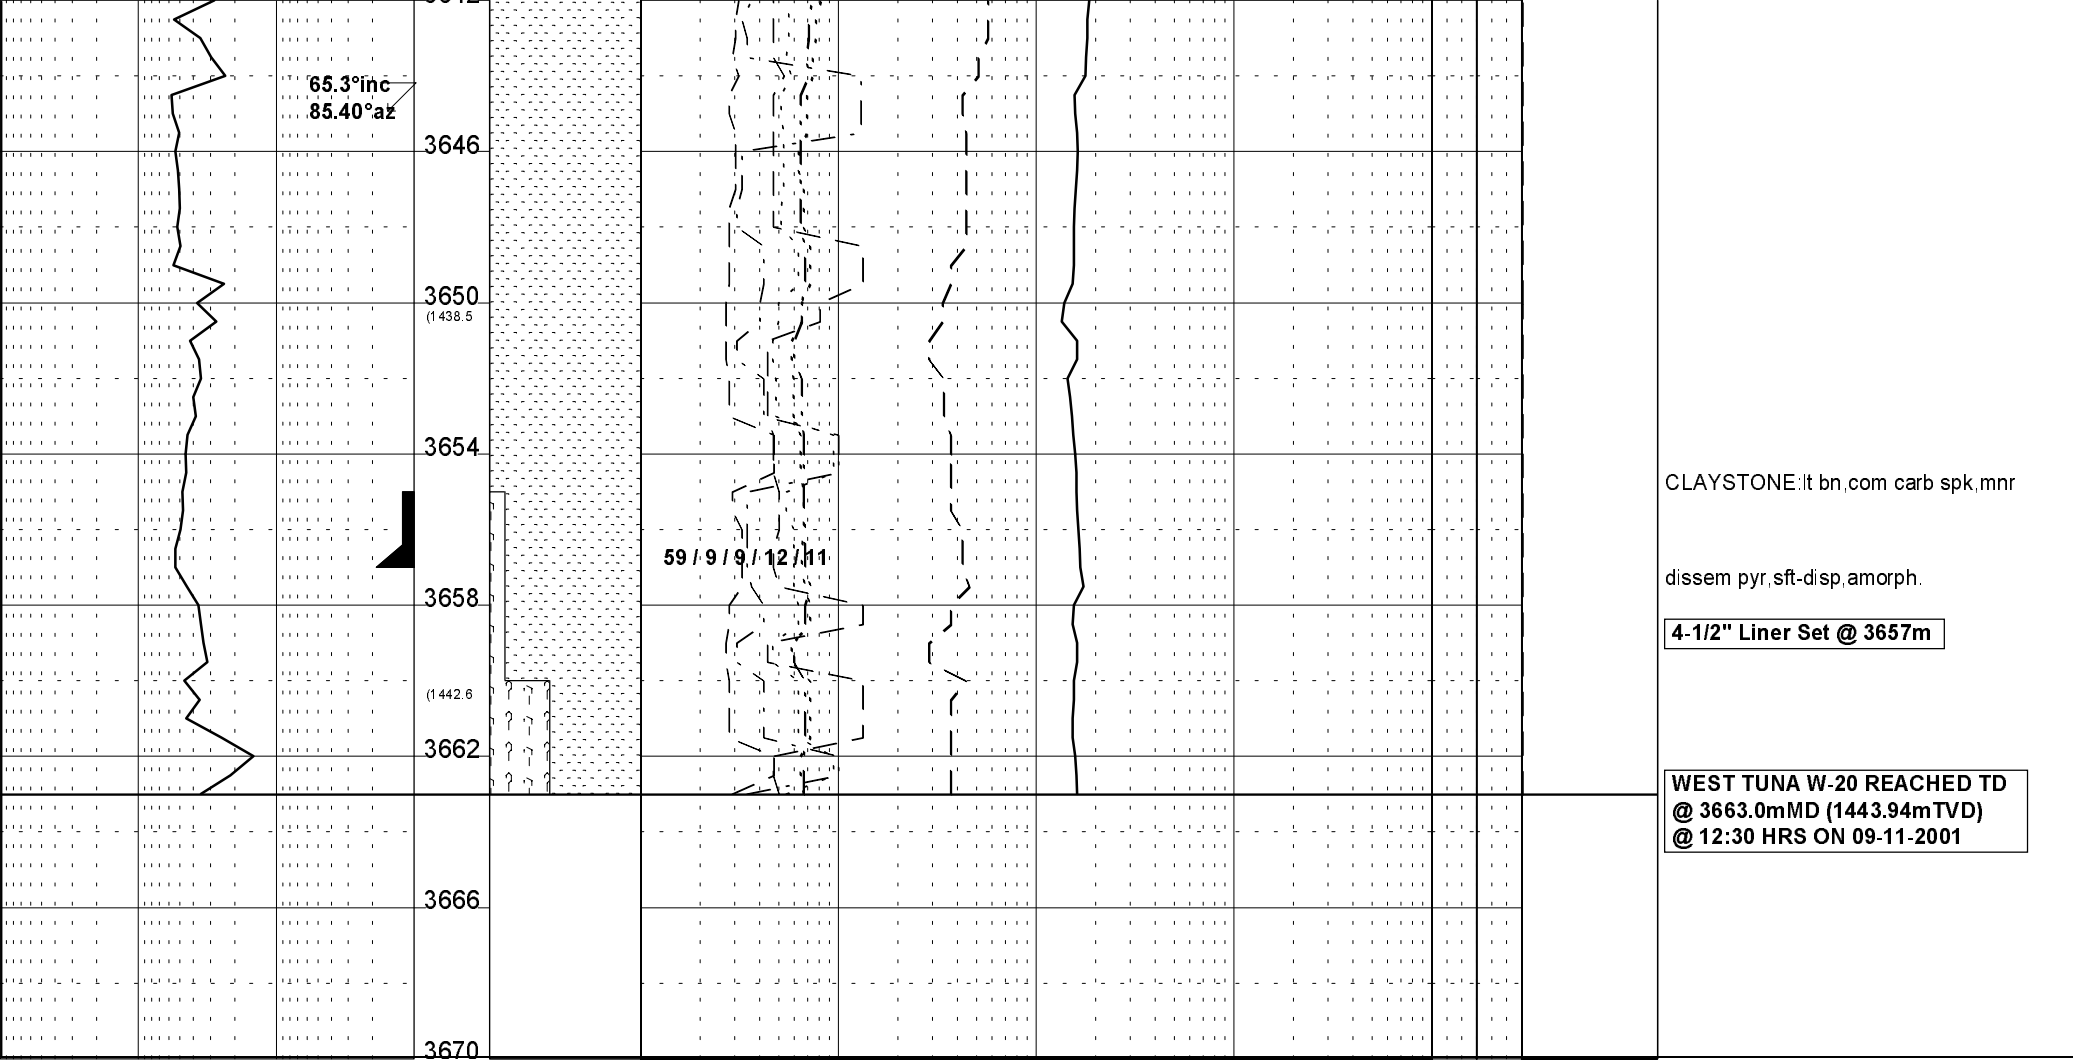 65.3°inc
85.40°az
3646
3650
(1438.5
3654
CLAYSTONE:lt bn,com carb spk,mnr
59 / 9 / 9 / 12 / 11
dissem pyr,sft-disp,amorph.
3658
4-1/2" Liner Set @ 3657m
(1442.6
3662
WEST TUNA W-20 REACHED TD
@ 3663.0mMD (1443.94mTVD)
@ 12:30 HRS ON 09-11-2001
3666
3670